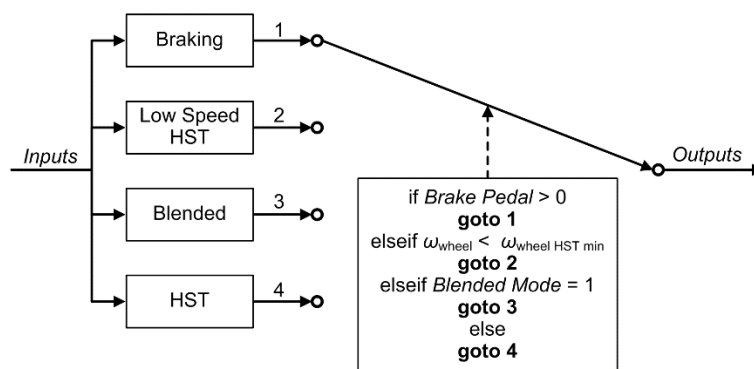 Braking
1
Low Speed
HST
2
Inputs
Outputs
Blended
3
HST
4
if Brake Pedal > 0
goto 1
elseif ωwheel < ωwheel HST min
goto 2
elseif Blended Mode = 1
goto 3
else
goto 4